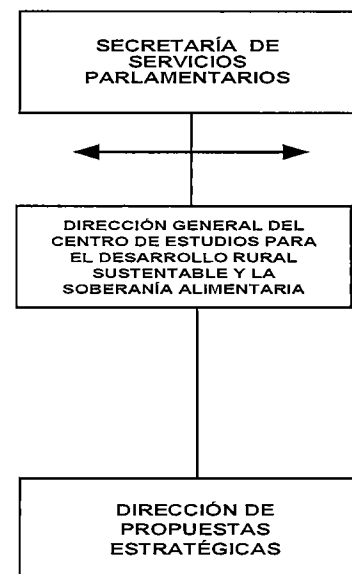 SECRETARÍA DE
SERVICIOS
PARLAMENTARIOS
DIRECCIÓN GENERAL DEL
CENTRO DE ESTUDIOS PARA
EL DESARROLLO RURAL
SUSTENTABLE Y LA
SOBERANÍA ALIMENTARIA
DIRECCIÓN DE
PROPUESTAS
ESTRATÉGICAS